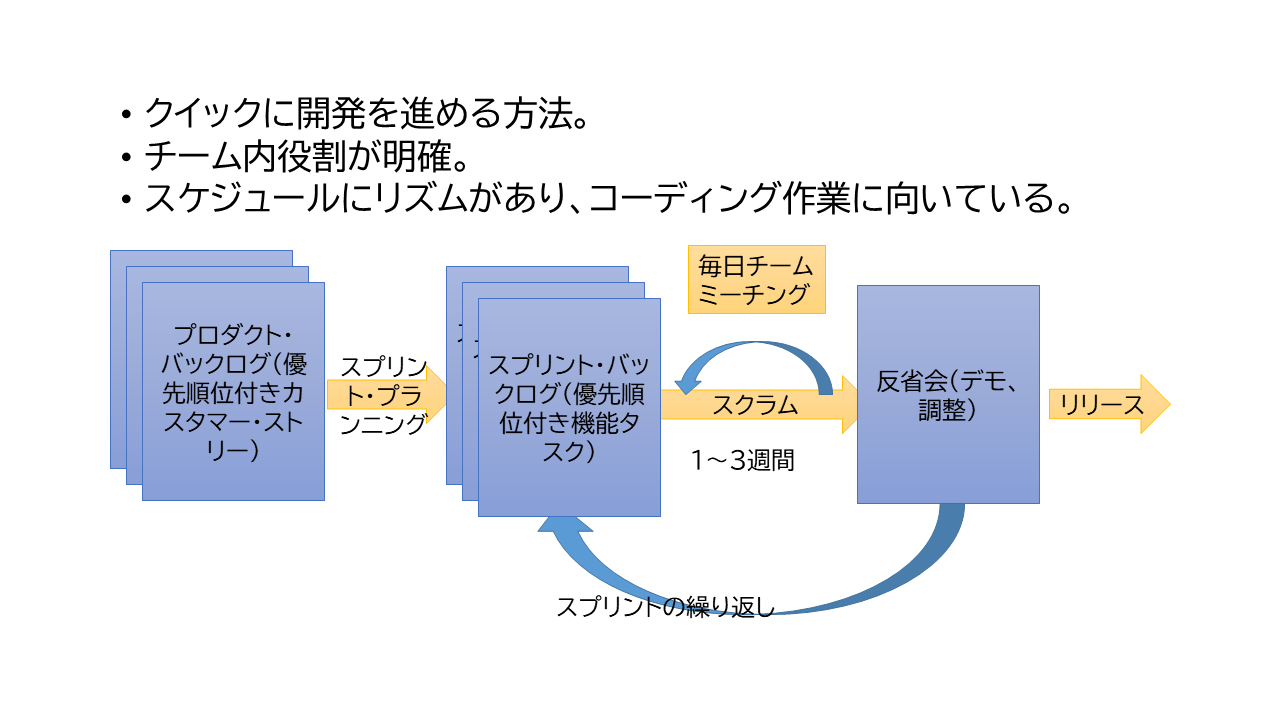 • クイックに開発を進める方法。
• チーム内役割が明確。
• スケジュールにリズムがあり、コーディング作業に向いている。
毎日チーム
ミーチング
プロダクト・
バックログ(優
先順位付きカ
スタマー・スト
リー)
スプリン
ト・プラ
ンニング
スプリント・バッ
クログ(優先順
位付き機能タ
スク)
スクラム
1~3週間
反省会(デモ、
調整)
リリース
スプリントの繰り返し